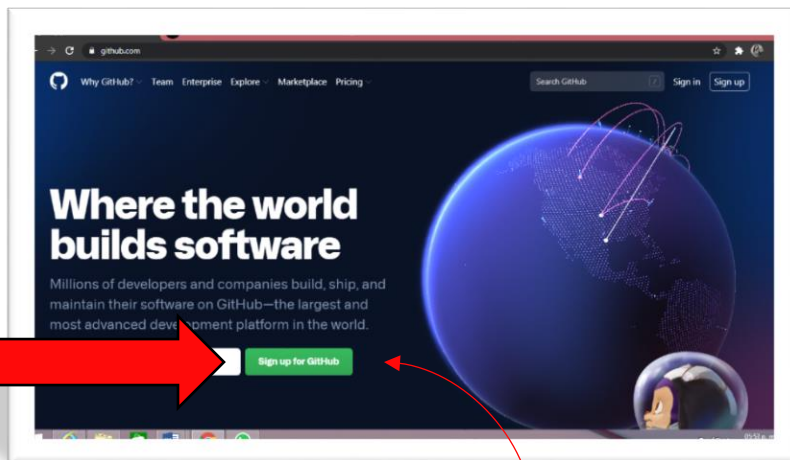 github.com
Why GitHub? Team Enterprise Explore Marketplace Pricing Search GitHub / Sign in Sign up
Where the world
builds software
Millions of developers and companies build, ship, and
maintain their software on GitHub—the largest and
most advanced development platform in the world.
Sign up for GitHub